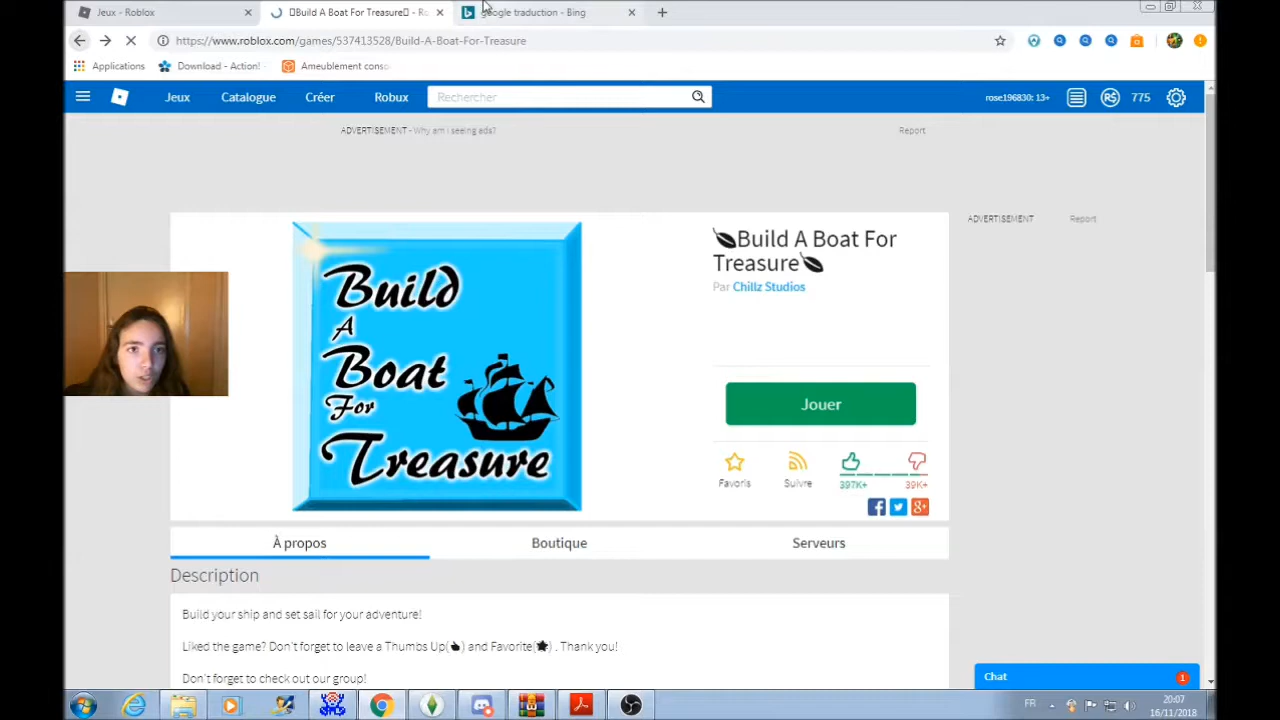 Jeux - Roblox
Build A Boat For Treasure - Ro
google traduction - Bing
https://www.roblox.com/games/537413528/Build-A-Boat-For-Treasure
Applications
Download - Action!
Ameublement conso
Jeux
Catalogue
Créer
Robux
Rechercher
rose196830: 13+
R$
775
ADVERTISEMENT - Why am I seeing ads?
Report
ADVERTISEMENT
Report
Build
A
Boat
For
Treasure
Build A Boat For
Treasure
Par Chillz Studios
Jouer
Favoris
Suivre
397K+
39K+
À propos
Boutique
Serveurs
Description
Build your ship and set sail for your adventure!
Liked the game? Don't forget to leave a Thumbs Up( ) and Favorite( ) . Thank you!
Don't forget to check out our group!
Chat
1
FR
20:07
16/11/2018